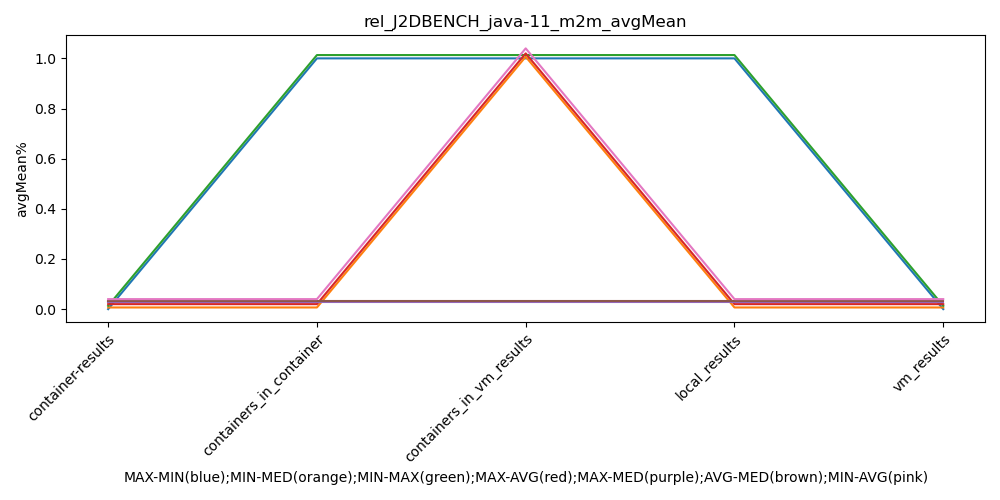 rel_J2DBENCH_java-11_m2m_avgMean
avgMean%
1.0
0.8
0.6
0.4
0.2
0.0
container-results
containers_in_container
containers_in_vm_results
local_results
vm_results
MAX-MIN(blue);MIN-MED(orange);MIN-MAX(green);MAX-AVG(red);MAX-MED(purple);AVG-MED(brown);MIN-AVG(pink)